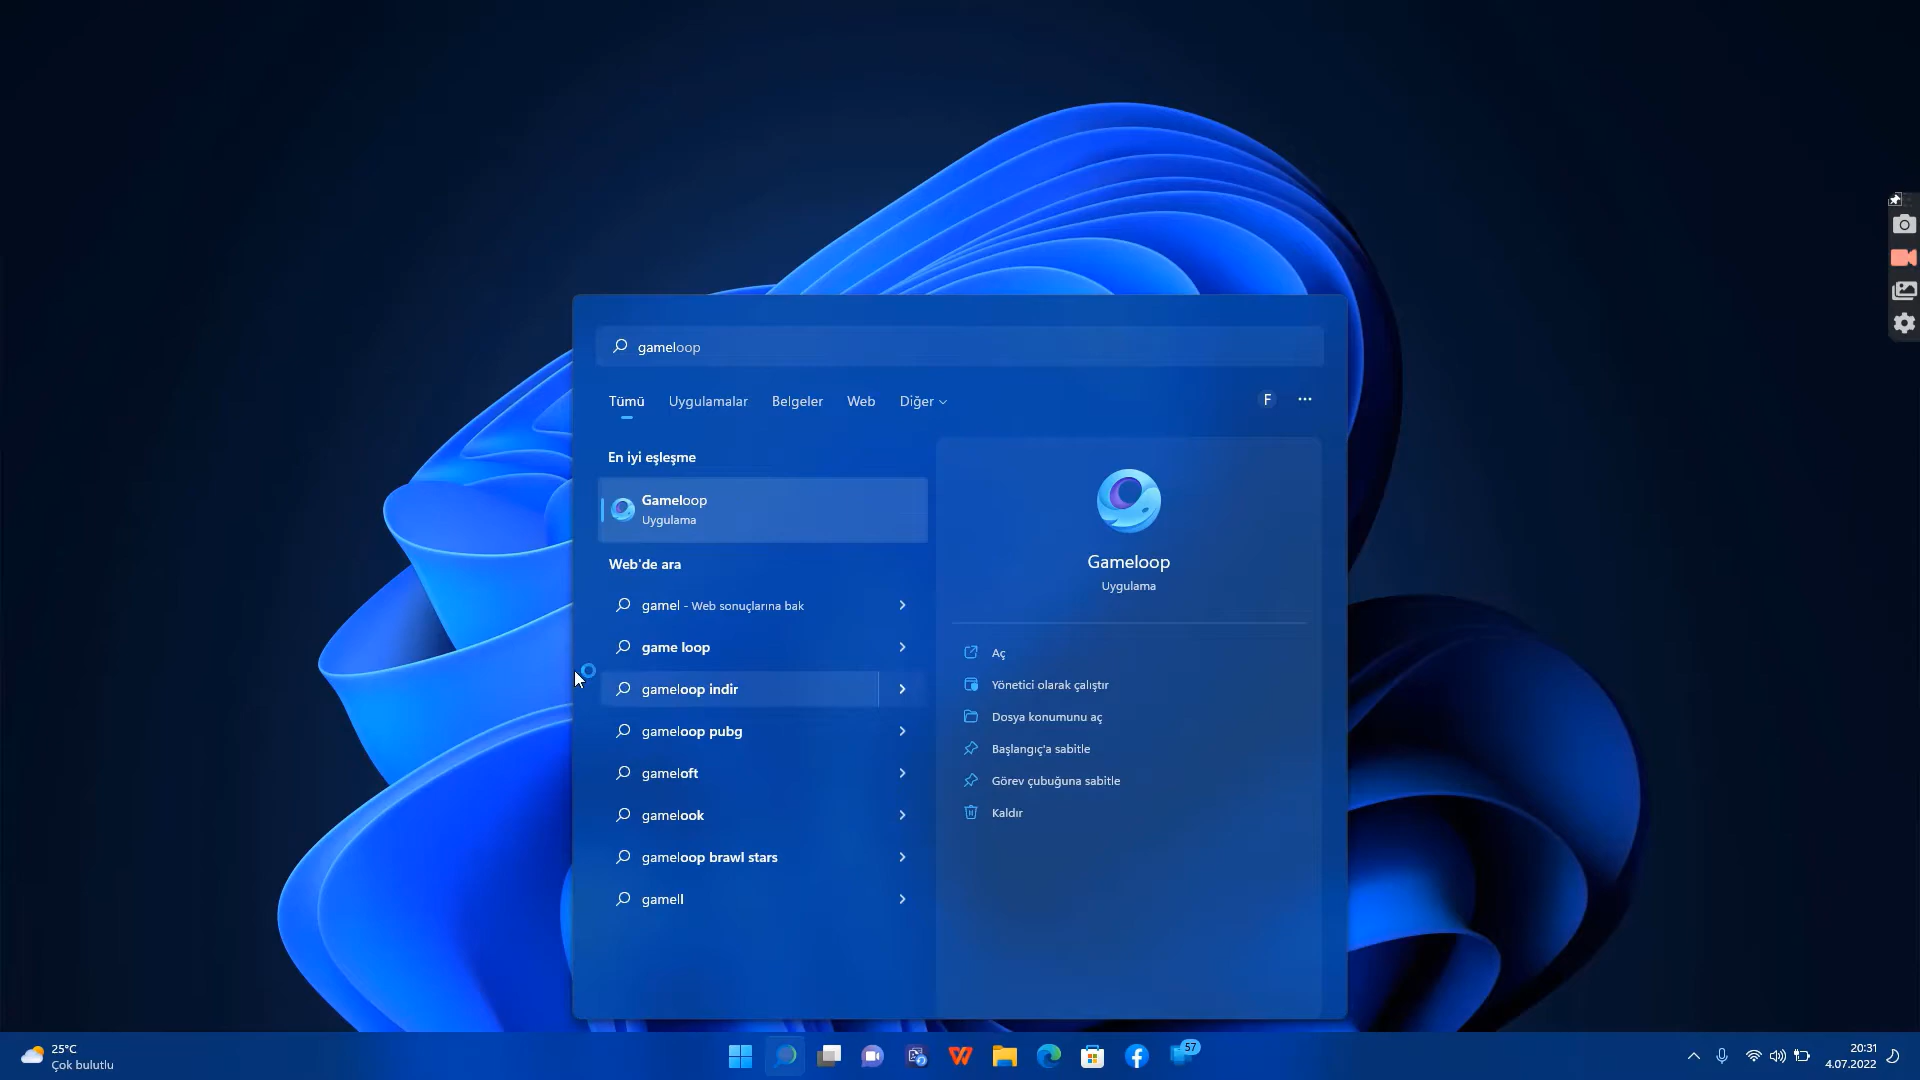 gameloop
Tümü Uygulamalar Belgeler Web Diğer F
En iyi eşleşme
Gameloop
Uygulama
Web'de ara
gamel - Web sonuçlarına bak
game loop
gameloop indir
gameloop pubg
gameloft
gamelook
gameloop brawl stars
gamell
Gameloop
Uygulama
Aç
Yönetici olarak çalıştır
Dosya konumunu aç
Başlangıç'a sabitle
Görev çubuğuna sabitle
Kaldır
25°C
Çok bulutlu
57
20:31
4.07.2022